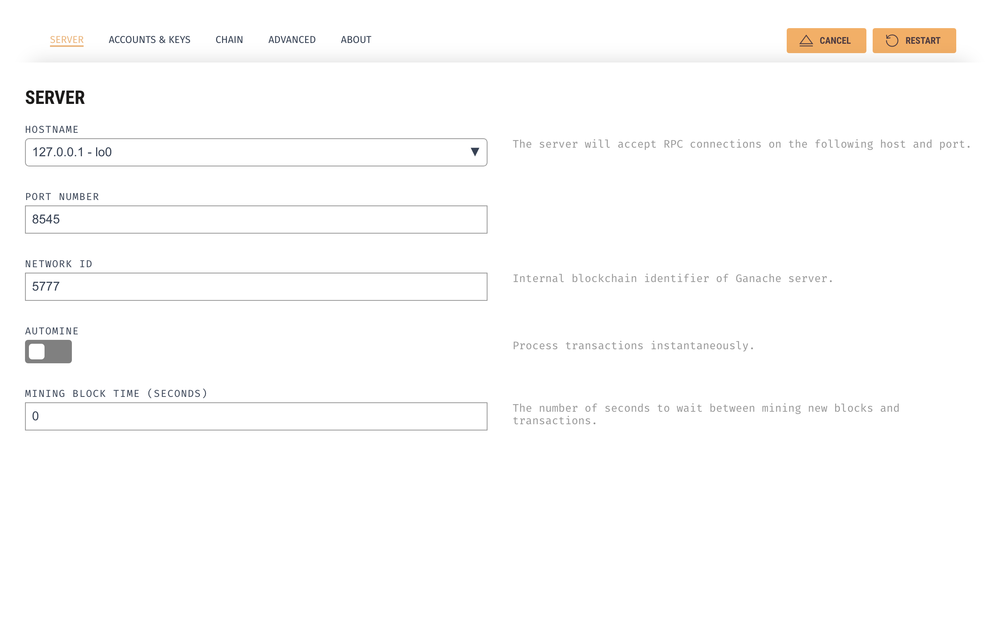 SERVER ACCOUNTS & KEYS CHAIN ADVANCED ABOUT CANCEL RESTART
SERVER
HOSTNAME
127.0.0.1 - lo0
The server will accept RPC connections on the following host and port.
PORT NUMBER
8545
NETWORK ID
5777
Internal blockchain identifier of Ganache server.
AUTOMINE
Process transactions instantaneously.
MINING BLOCK TIME (SECONDS)
0
The number of seconds to wait between mining new blocks and
transactions.